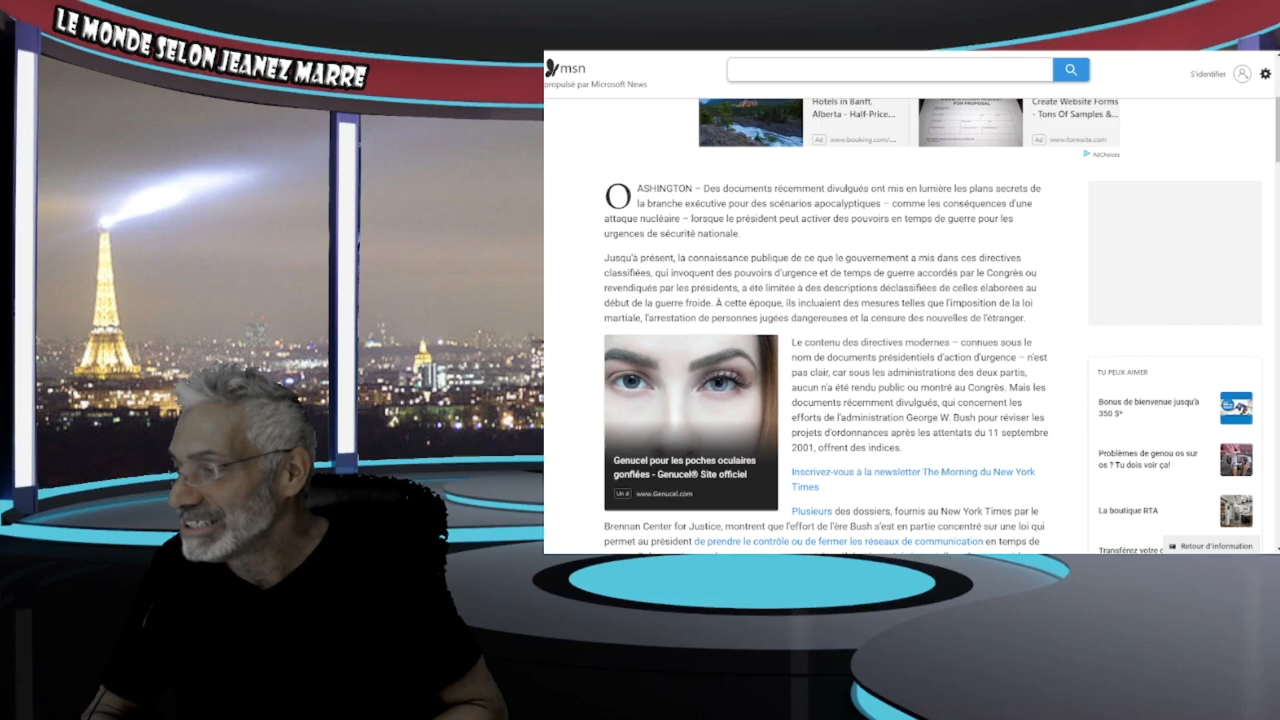 LE MONDE SELON JEANEZ MARRE
msn
propulsé par Microsoft News
S'identifier
Hotels in Banff,
Alberta - Half-Price...
Ad www.booking.com/...
FOR PROPOSAL
Create Website Forms
- Tons Of Samples &...
Ad www.formsite.com
AdChoices
O ASHINGTON – Des documents récemment divulgués ont mis en lumière les plans secrets de
la branche exécutive pour des scénarios apocalyptiques – comme les conséquences d'une
attaque nucléaire – lorsque le président peut activer des pouvoirs en temps de guerre pour les
urgences de sécurité nationale.
Jusqu'à présent, la connaissance publique de ce que le gouvernement a mis dans ces directives
classifiées, qui invoquent des pouvoirs d'urgence et de temps de guerre accordés par le Congrès ou
revendiqués par les présidents, a été limitée à des descriptions déclassifiées de celles élaborées au
début de la guerre froide. À cette époque, ils incluaient des mesures telles que l'imposition de la loi
martiale, l'arrestation de personnes jugées dangereuses et la censure des nouvelles de l'étranger.
Genucel pour les poches oculaires
gonflées - Genucel® Site officiel
www.Genucel.com
Le contenu des directives modernes – connues sous le
nom de documents présidentiels d'action d'urgence – n'est
pas clair, car sous les administrations des deux partis,
aucun n'a été rendu public ou montré au Congrès. Mais les
documents récemment divulgués, qui concernent les
efforts de l'administration George W. Bush pour réviser les
projets d'ordonnances après les attentats du 11 septembre
2001, offrent des indices.
Inscrivez-vous à la newsletter The Morning du New York
Times
Plusieurs des dossiers, fournis au New York Times par le
Brennan Center for Justice, montrent que l'effort de l'ère Bush s'est en partie concentré sur une loi qui
permet au président de prendre le contrôle ou de fermer les réseaux de communication en temps de
TU PEUX AIMER
Bonus de bienvenue jusqu'à
350 $*
Problèmes de genou os sur
os ? Tu dois voir ça!
La boutique RTA
Transférez votre
Retour d'information